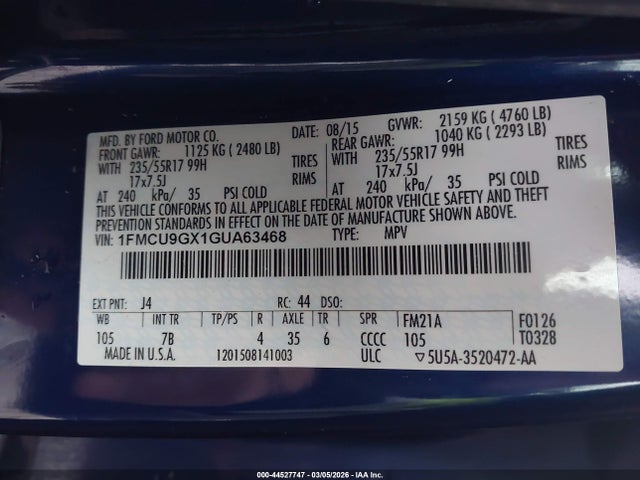 MFD. BY FORD MOTOR CO.
DATE: 08/15 GVWR: 2159 KG ( 4760 LB)
FRONT GAWR: 1125 KG ( 2480 LB)
REAR GAWR: 1040 KG ( 2293 LB)
WITH 235/55R17 99H TIRES
WITH 235/55R17 99H TIRES
17x7.5J RIMS
17x7.5J RIMS
AT 240 kPa/ 35 PSI COLD
AT 240 kPa/ 35 PSI COLD
THIS VEHICLE CONFORMS TO ALL APPLICABLE FEDERAL MOTOR VEHICLE SAFETY AND THEFT
PREVENTION STANDARDS IN EFFECT ON THE DATE OF MANUFACTURE SHOWN ABOVE.
VIN: 1FMCU9GX1GUA63468 TYPE: MPV
EXT PNT: J4 RC: 44 DSO:
WB INT TR TP/PS R AXLE TR SPR FM21A F0126
105 7B 4 35 6 CCCC 105 T0328
MADE IN U.S.A. 1201508141003 ULC ▽5U5A-3520472-AA
000-44527747 - 03/05/2026 - IAA Inc.